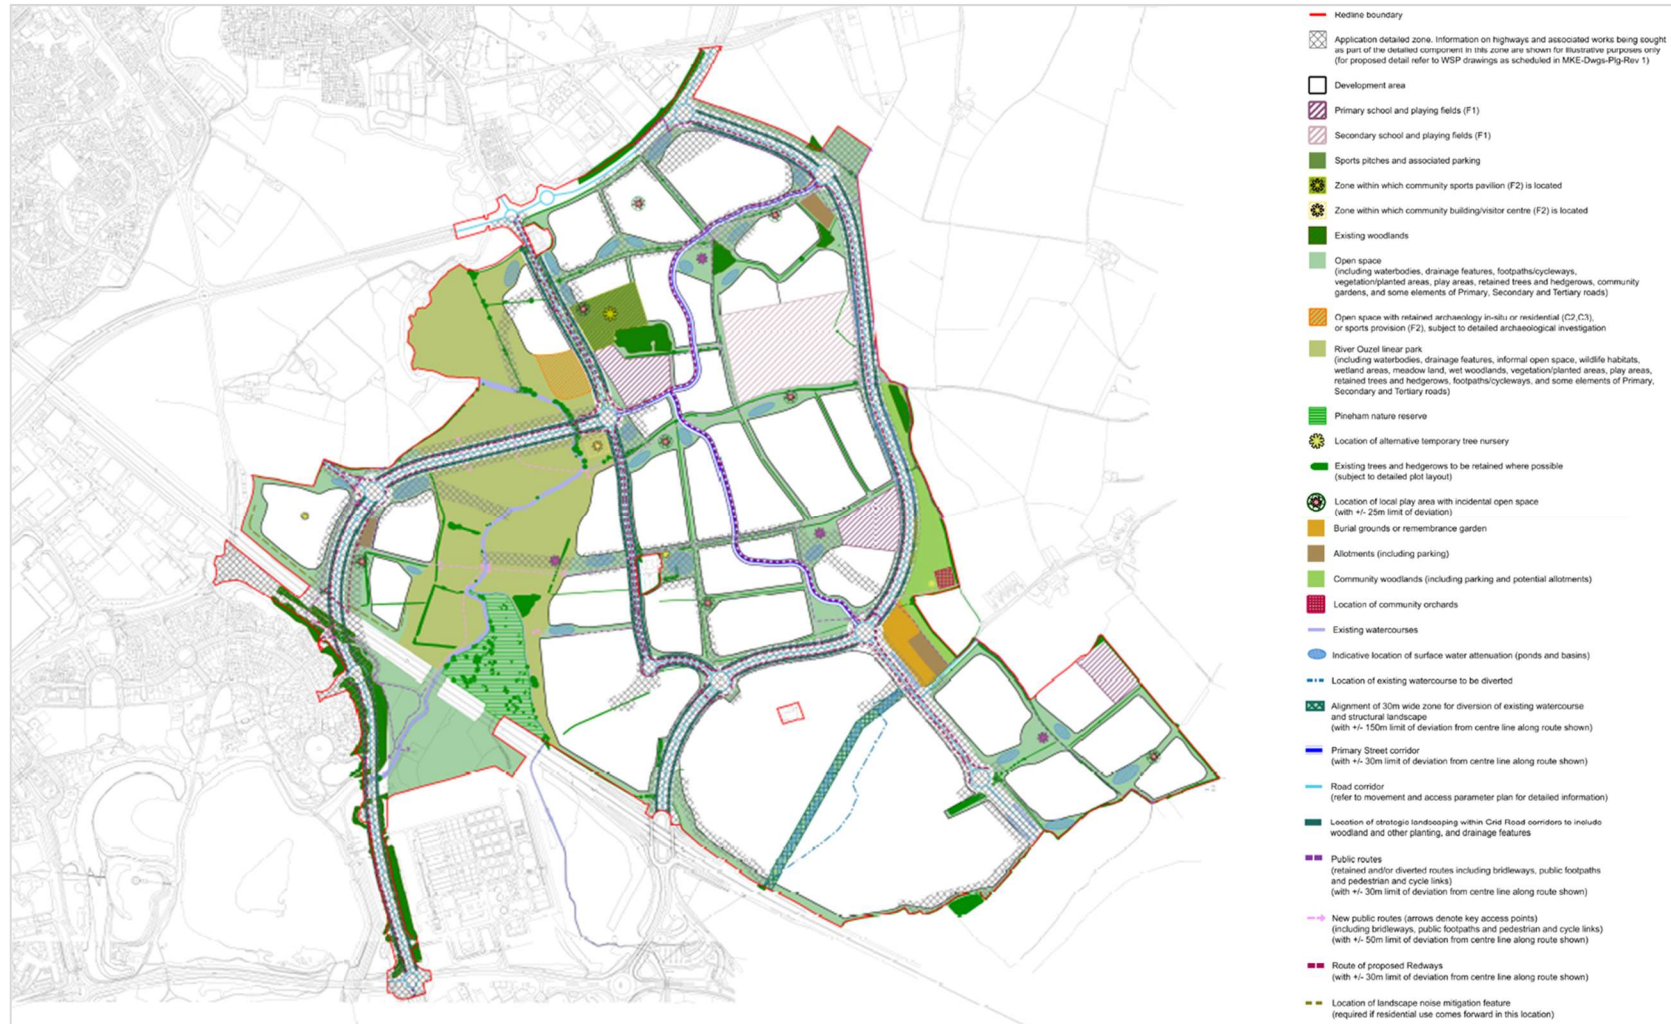 Redline boundary
Application detailed zone. Information on highways and associated works being sought
as part of the detailed component in this zone are shown for illustrative purposes only
(for proposed detail refer to WSP drawings as scheduled in MKE-Dwgs-Plg-Rev 1)
Development area
Primary school and playing fields (F1)
Secondary school and playing fields (F1)
Sports pitches and associated parking
Zone within which community sports pavilion (F2) is located
Zone within which community building/visitor centre (F2) is located
Existing woodlands
Open space
(including waterbodies, drainage features, footpaths/cycleways,
vegetation/planted areas, play areas, retained trees and hedgerows, community
gardens, and some elements of Primary, Secondary and Tertiary roads)
Open space with retained archaeology in-situ or residential (C2,C3),
or sports provision (F2), subject to detailed archaeological investigation
River Ouzel linear park
(including waterbodies, drainage features, informal open space, wildlife habitats,
wetland areas, meadow land, wet woodlands, vegetation/planted areas, play areas,
retained trees and hedgerows, footpaths/cycleways, and some elements of Primary,
Secondary and Tertiary roads)
Pineham nature reserve
Location of alternative temporary tree nursery
Existing trees and hedgerows to be retained where possible
(subject to detailed plot layout)
Location of local play area with incidental open space
(with +/- 25m limit of deviation)
Burial grounds or remembrance garden
Allotments (including parking)
Community woodlands (including parking and potential allotments)
Location of community orchards
Existing watercourses
Indicative location of surface water attenuation (ponds and basins)
Location of existing watercourse to be diverted
Alignment of 30m wide zone for diversion of existing watercourse
and structural landscape
(with +/- 150m limit of deviation from centre line along route shown)
Primary Street corridor
(with +/- 30m limit of deviation from centre line along route shown)
Road corridor
(refer to movement and access parameter plan for detailed information)
Location of strategic landscaping within Grid Road corridors to include
woodland and other planting, and drainage features
Public routes
(retained and/or diverted routes including bridleways, public footpaths
and pedestrian and cycle links)
(with +/- 30m limit of deviation from centre line along route shown)
New public routes (arrows denote key access points)
(including bridleways, public footpaths and pedestrian and cycle links)
(with +/- 50m limit of deviation from centre line along route shown)
Route of proposed Redways
(with +/- 30m limit of deviation from centre line along route shown)
Location of landscape noise mitigation feature
(required if residential use comes forward in this location)